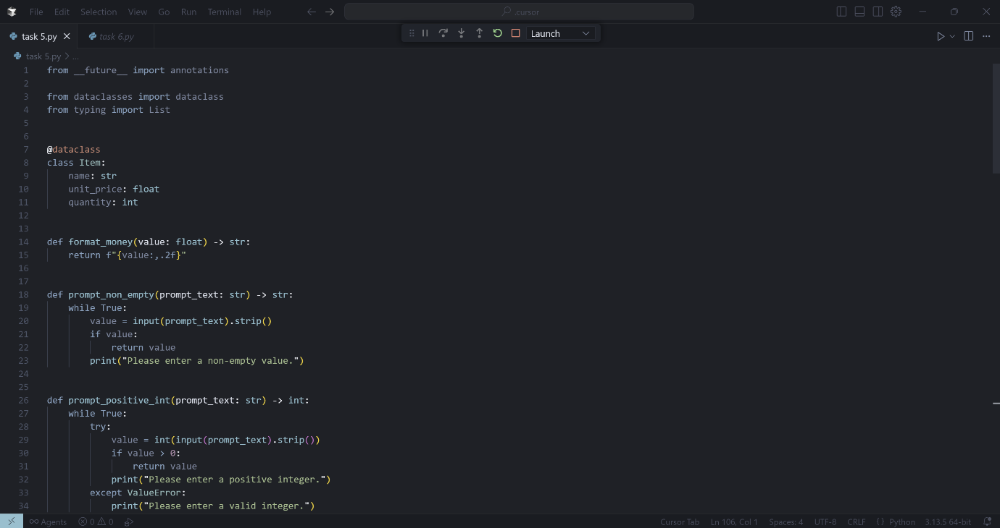 File Edit Selection View Go Run Terminal Help .cursor
task 5.py task 6.py Launch
task 5.py > ...
1 from __future__ import annotations
2
3 from dataclasses import dataclass
4 from typing import List
5
6
7 @dataclass
8 class Item:
9     name: str
10     unit_price: float
11     quantity: int
12
13
14 def format_money(value: float) -> str:
15     return f"{value:,.2f}"
16
17
18 def prompt_non_empty(prompt_text: str) -> str:
19     while True:
20         value = input(prompt_text).strip()
21         if value:
22             return value
23         print("Please enter a non-empty value.")
24
25
26 def prompt_positive_int(prompt_text: str) -> int:
27     while True:
28         try:
29             value = int(input(prompt_text).strip())
30             if value > 0:
31                 return value
32             print("Please enter a positive integer.")
33         except ValueError:
34             print("Please enter a valid integer.")
Agents 0 0 Cursor Tab Ln 106, Col 1 Spaces: 4 UTF-8 CRLF {} Python 3.13.5 64-bit